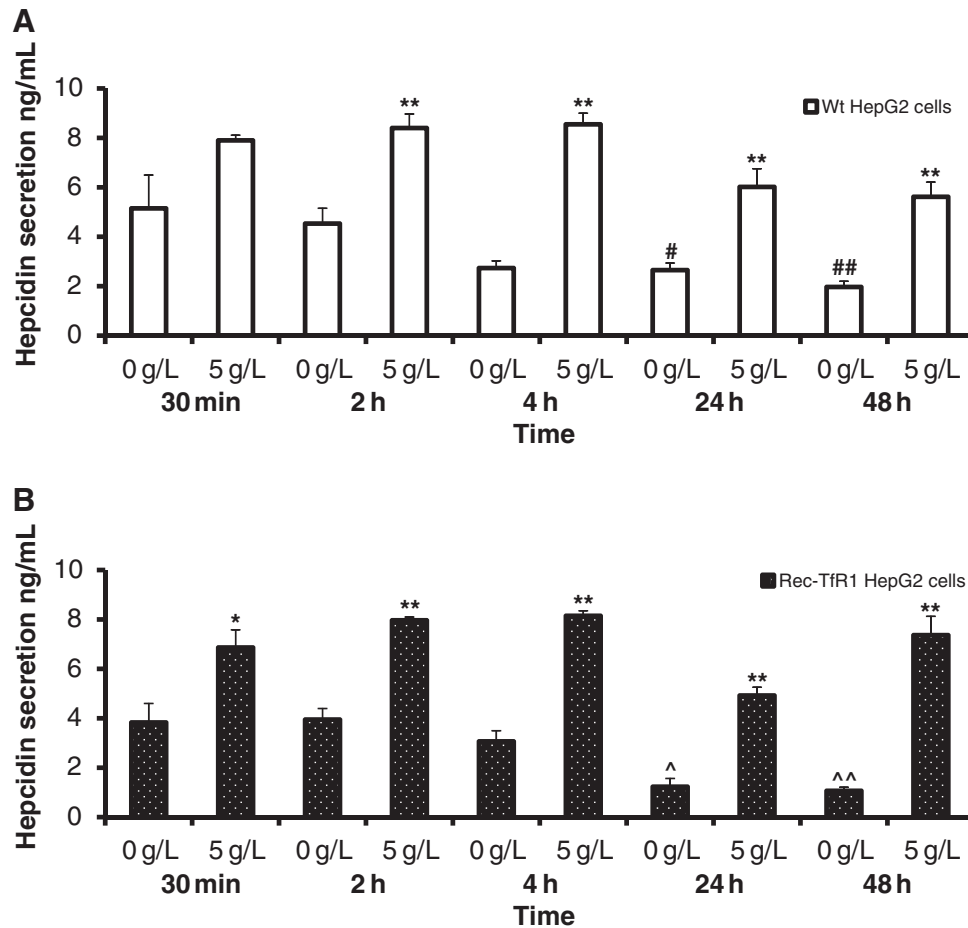 A
Hepcidin secretion ng/mL
10
8
6
4
2
0
Wt HepG2 cells
**
**
**
**
#
##
0 g/L 5 g/L 0 g/L 5 g/L 0 g/L 5 g/L 0 g/L 5 g/L 0 g/L 5 g/L
30 min 2 h 4 h 24 h 48 h
Time
B
Hepcidin secretion ng/mL
10
8
6
4
2
0
Rec-TfR1 HepG2 cells
*
**
**
**
**
^
^^
0 g/L 5 g/L 0 g/L 5 g/L 0 g/L 5 g/L 0 g/L 5 g/L 0 g/L 5 g/L
30 min 2 h 4 h 24 h 48 h
Time